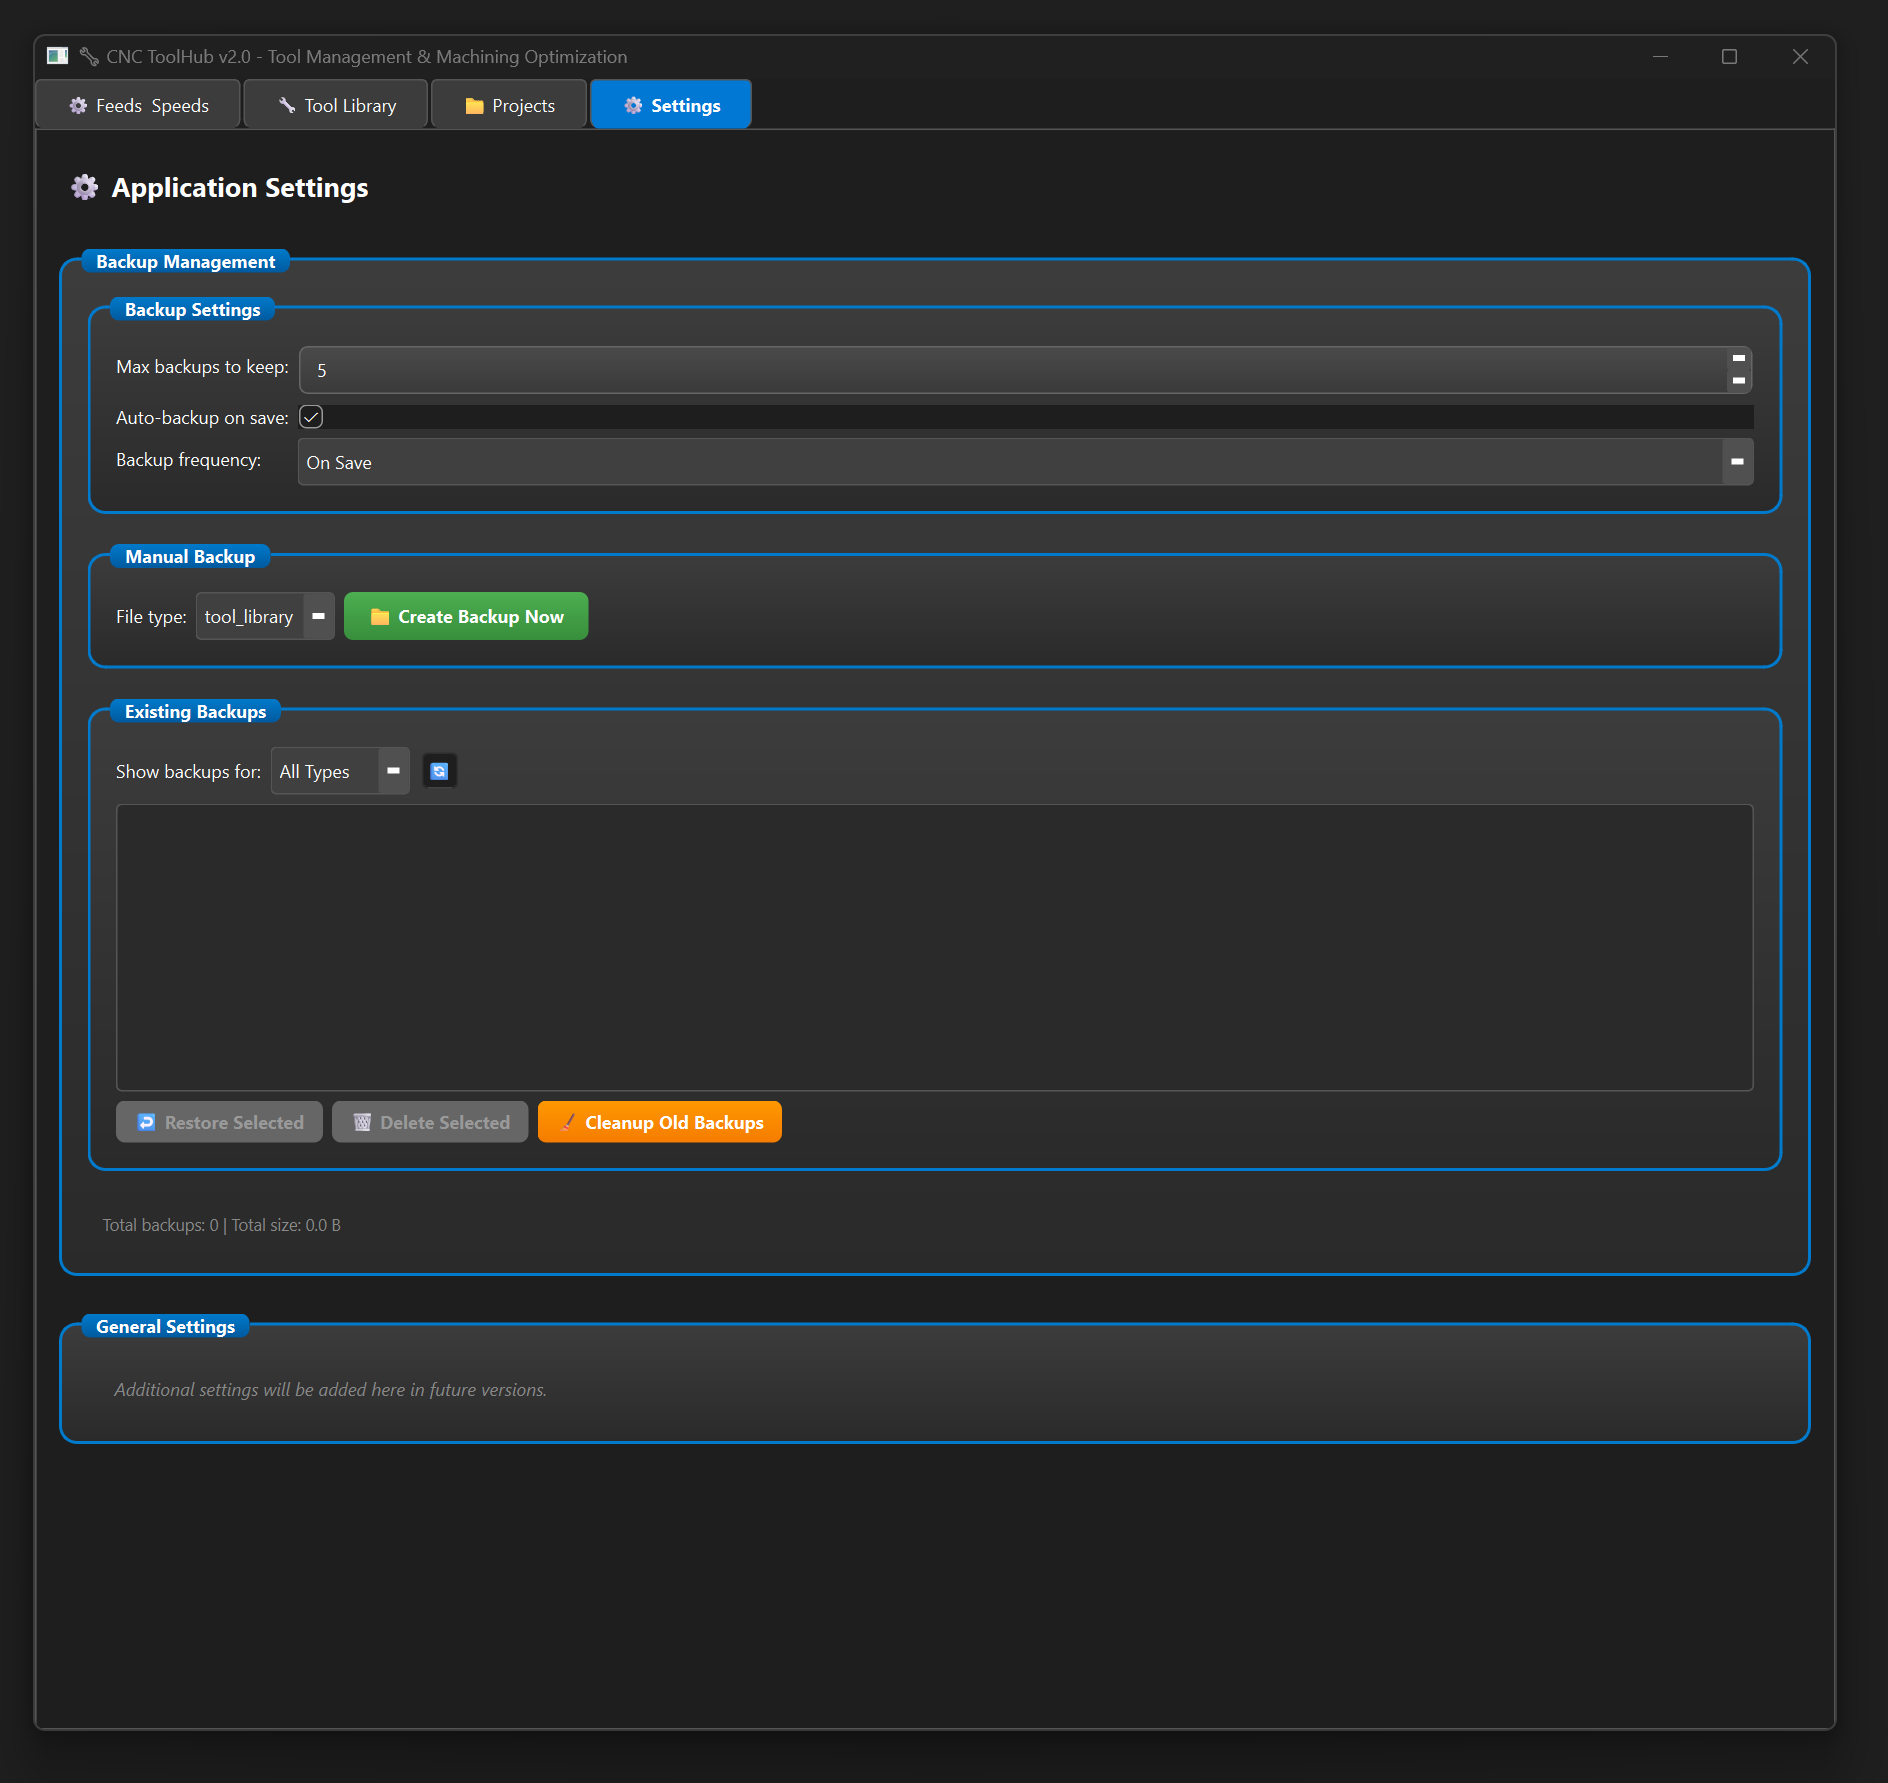 CNC ToolHub v2.0 - Tool Management & Machining Optimization
Feeds  Speeds
Tool Library
Projects
Settings
Application Settings
Backup Management
Backup Settings
Max backups to keep: 5
Auto-backup on save:
Backup frequency: On Save
Manual Backup
File type: tool_library Create Backup Now
Existing Backups
Show backups for: All Types
Restore Selected
Delete Selected
Cleanup Old Backups
Total backups: 0 | Total size: 0.0 B
General Settings
Additional settings will be added here in future versions.